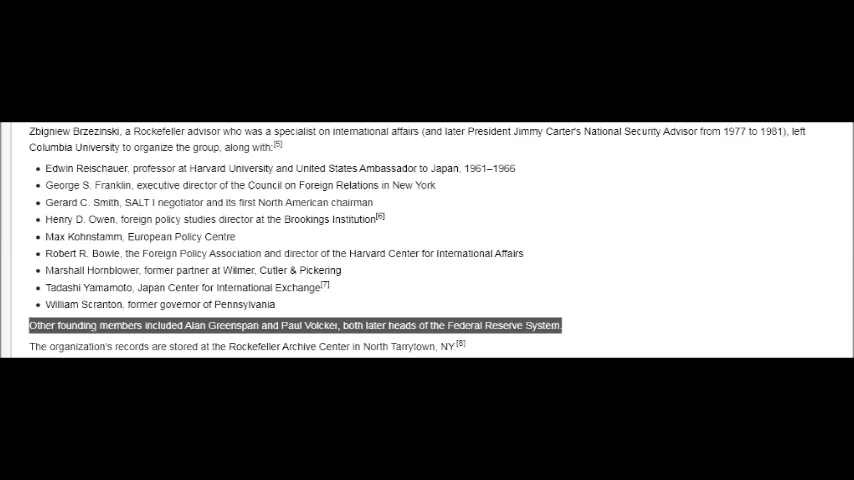 Zbigniew Brzezinski, a Rockefeller advisor who was a specialist on international affairs (and later President Jimmy Carter's National Security Advisor from 1977 to 1981), left
Columbia University to organize the group, along with:[5]
• Edwin Reischauer, professor at Harvard University and United States Ambassador to Japan, 1961–1966
• George S. Franklin, executive director of the Council on Foreign Relations in New York
• Gerard C. Smith, SALT I negotiator and its first North American chairman
• Henry D. Owen, foreign policy studies director at the Brookings Institution[6]
• Max Kohnstamm, European Policy Centre
• Robert R. Bowie, the Foreign Policy Association and director of the Harvard Center for International Affairs
• Marshall Hornblower, former partner at Wilmer, Cutler & Pickering
• Tadashi Yamamoto, Japan Center for International Exchange[7]
• William Scranton, former governor of Pennsylvania
Other founding members included Alan Greenspan and Paul Volcker, both later heads of the Federal Reserve System.
The organization's records are stored at the Rockefeller Archive Center in North Tarrytown, NY.[8]